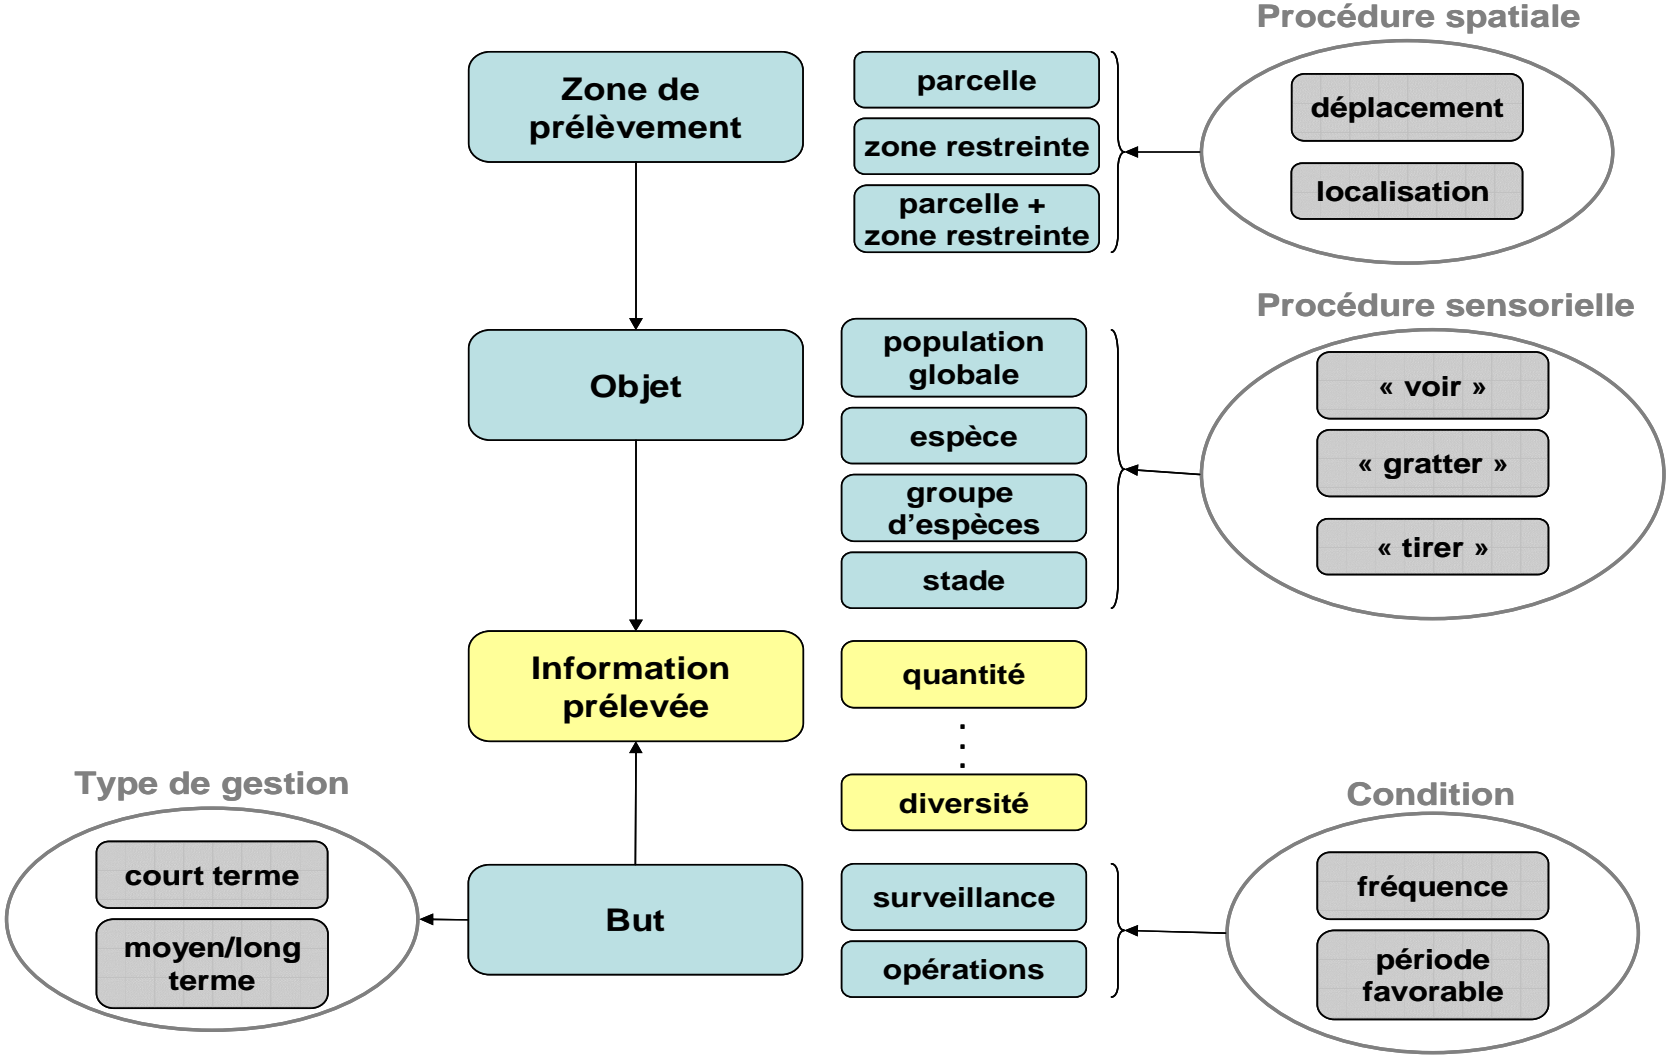 Procédure spatiale
Zone de
prélèvement
parcelle
zone restreinte
parcelle +
zone restreinte
déplacement
localisation
Procédure sensorielle
Objet
population
globale
espèce
groupe
d’espèces
stade
« voir »
« gratter »
« tirer »
Information
prélevée
quantité
.
.
.
diversité
Type de gestion
court terme
moyen/long
terme
But
surveillance
opérations
Condition
fréquence
période
favorable